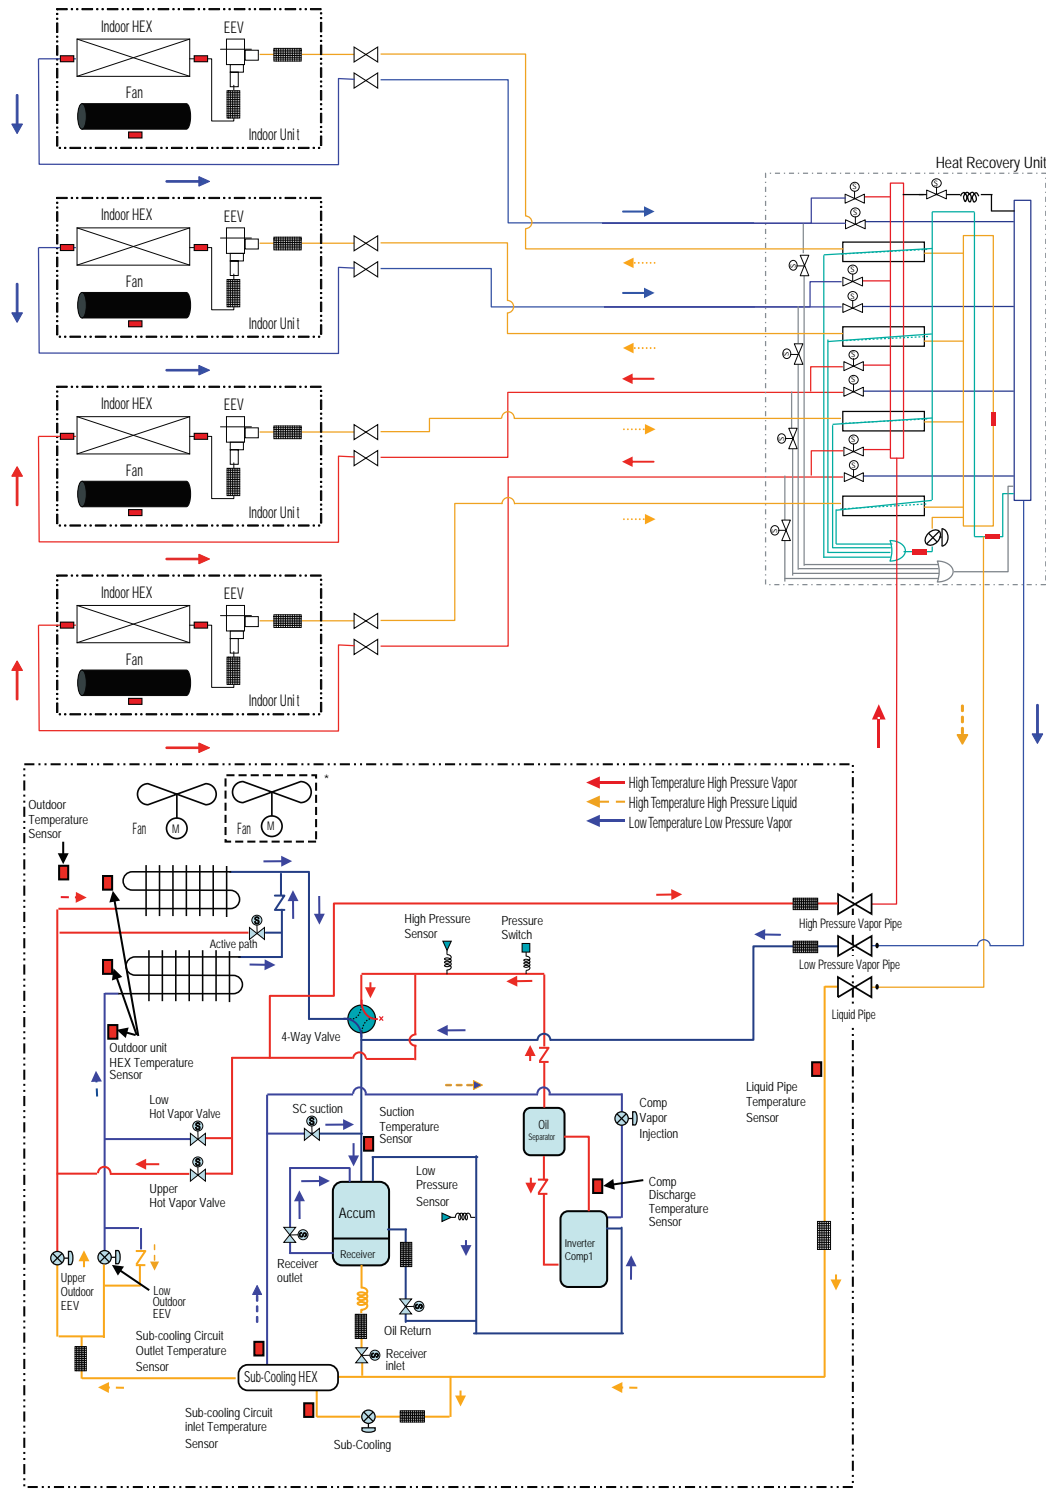 Indoor HEX
EEV
Fan
Indoor Unit
Heat Recovery Unit
S
S
S
Indoor HEX
EEV
Fan
Indoor Unit
S
S
S
S
Indoor HEX
EEV
Fan
Indoor Unit
S
S
S
S
S
Indoor HEX
EEV
Fan
Indoor Unit
*
High Temperature High Pressure Vapor
High Temperature High Pressure Liquid
Low Temperature Low Pressure Vapor
Outdoor
Temperature
Sensor
Fan
M
Fan
M
S
Active path
High Pressure
Sensor
Pressure
Switch
High Pressure Vapor Pipe
Low Pressure Vapor Pipe
Liquid Pipe
4-Way Valve
×
Outdoor unit
HEX Temperature
Sensor
Low
Hot Vapor Valve
S
S
Upper
Hot Vapor Valve
SC suction
S
Suction
Temperature
Sensor
Oil
Separator
Comp
Vapor
Injection
Liquid Pipe
Temperature
Sensor
Low
Pressure
Sensor
Comp
Discharge
Temperature
Sensor
Accum
Receiver
S
Receiver
outlet
Inverter
Comp1
Upper
Outdoor
EEV
Low
Outdoor
EEV
S
Oil Return
Sub-cooling Circuit
Outlet Temperature
Sensor
S
Receiver
inlet
Sub-Cooling HEX
Sub-cooling Circuit
inlet Temperature
Sensor
Sub-Cooling